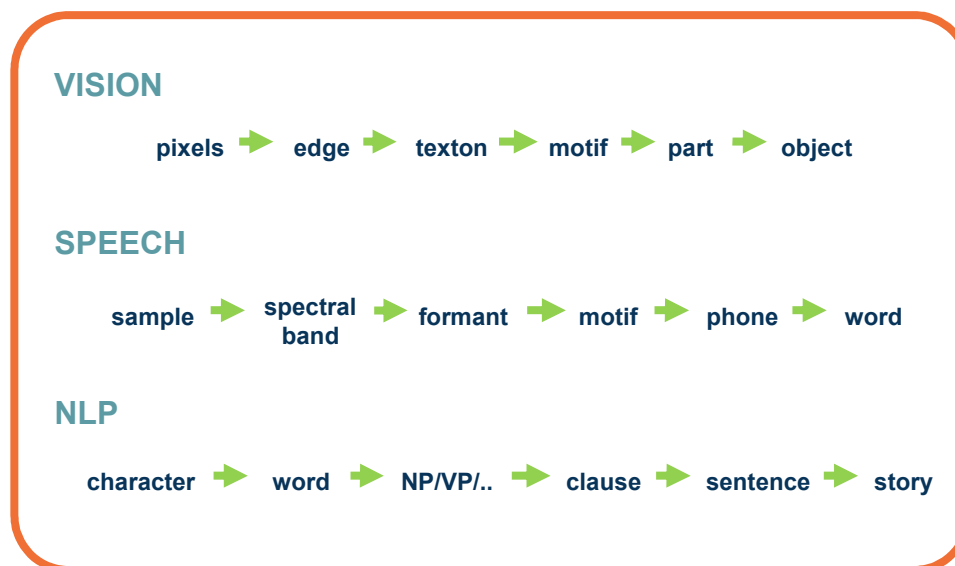 VISION
pixels edge texton motif part object
SPEECH
sample spectral band formant motif phone word
NLP
character word NP/VP/.. clause sentence story